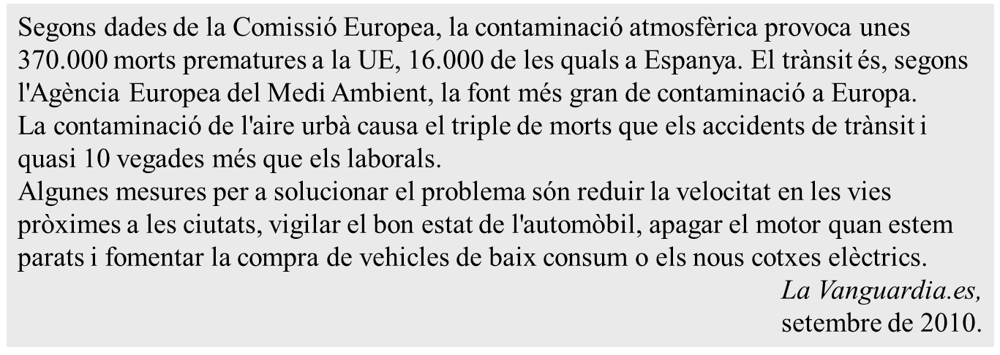 Segons dades de la Comissió Europea, la contaminació atmosfèrica provoca unes
370.000 morts prematures a la UE, 16.000 de les quals a Espanya. El trànsit és, segons
l'Agència Europea del Medi Ambient, la font més gran de contaminació a Europa.
La contaminació de l'aire urbà causa el triple de morts que els accidents de trànsit i
quasi 10 vegades més que els laborals.
Algunes mesures per a solucionar el problema són reduir la velocitat en les vies
pròximes a les ciutats, vigilar el bon estat de l'automòbil, apagar el motor quan estem
parats i fomentar la compra de vehicles de baix consum o els nous cotxes elèctrics.
La Vanguardia.es,
setembre de 2010.